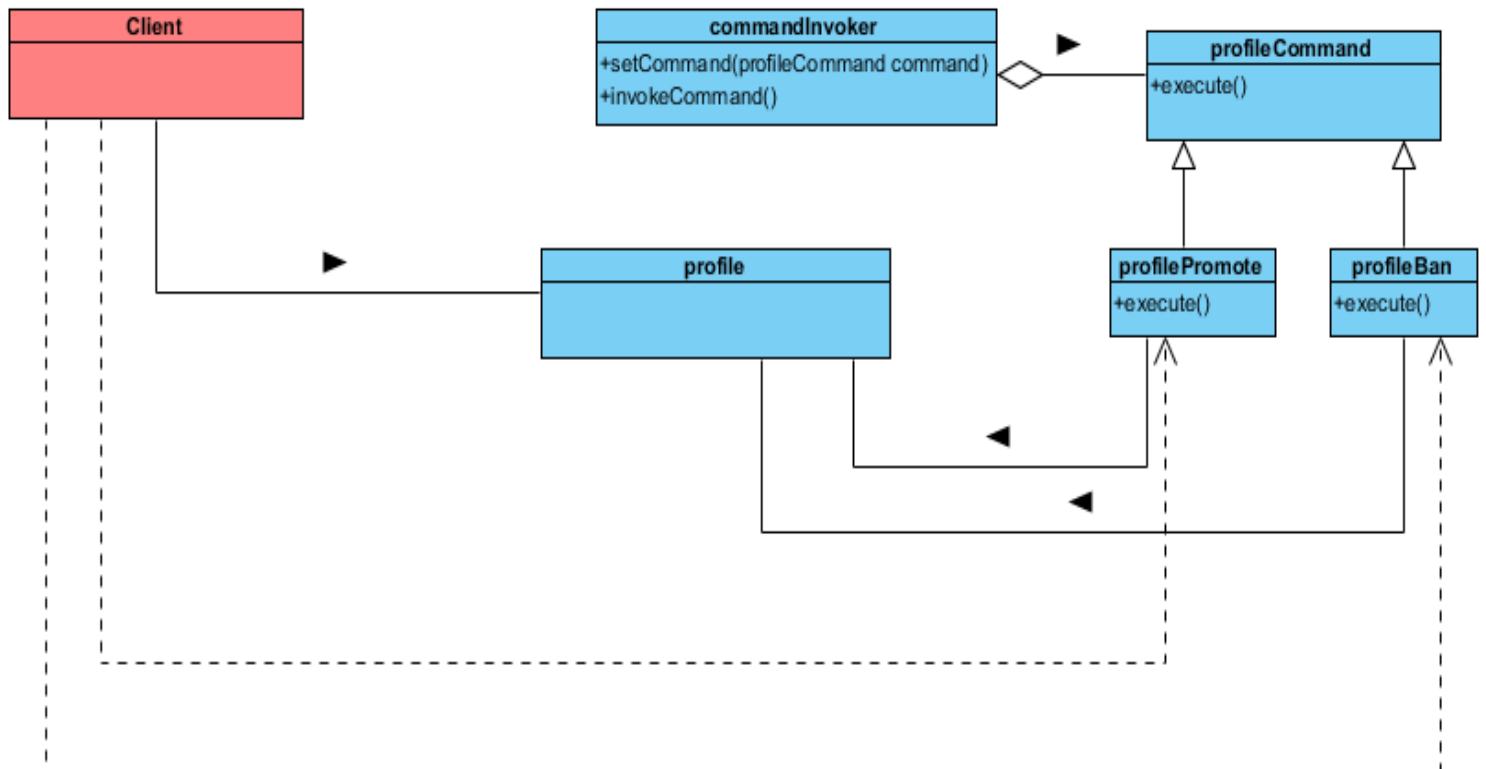 Client
commandInvoker
+setCommand(profileCommand command)
+invokeCommand()
profileCommand
+execute()
profile
profilePromote
+execute()
profileBan
+execute()